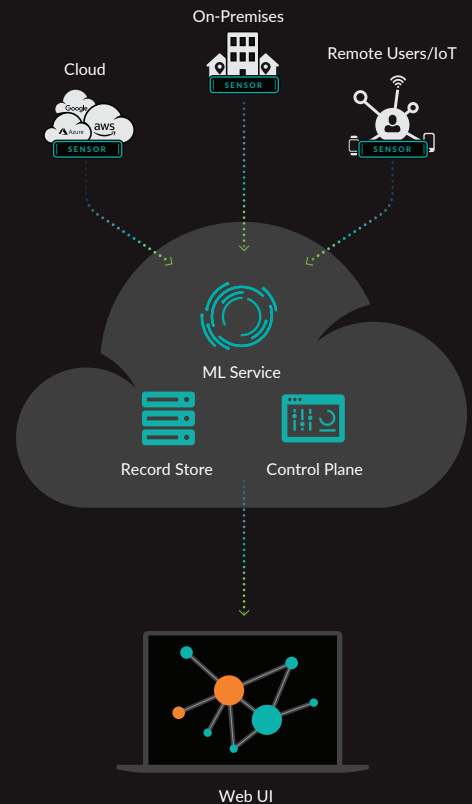 On-Premises
SENSOR
Cloud
Google
Azure
aws
SENSOR
Remote Users/IoT
SENSOR
ML Service
Record Store
Control Plane
Web UI